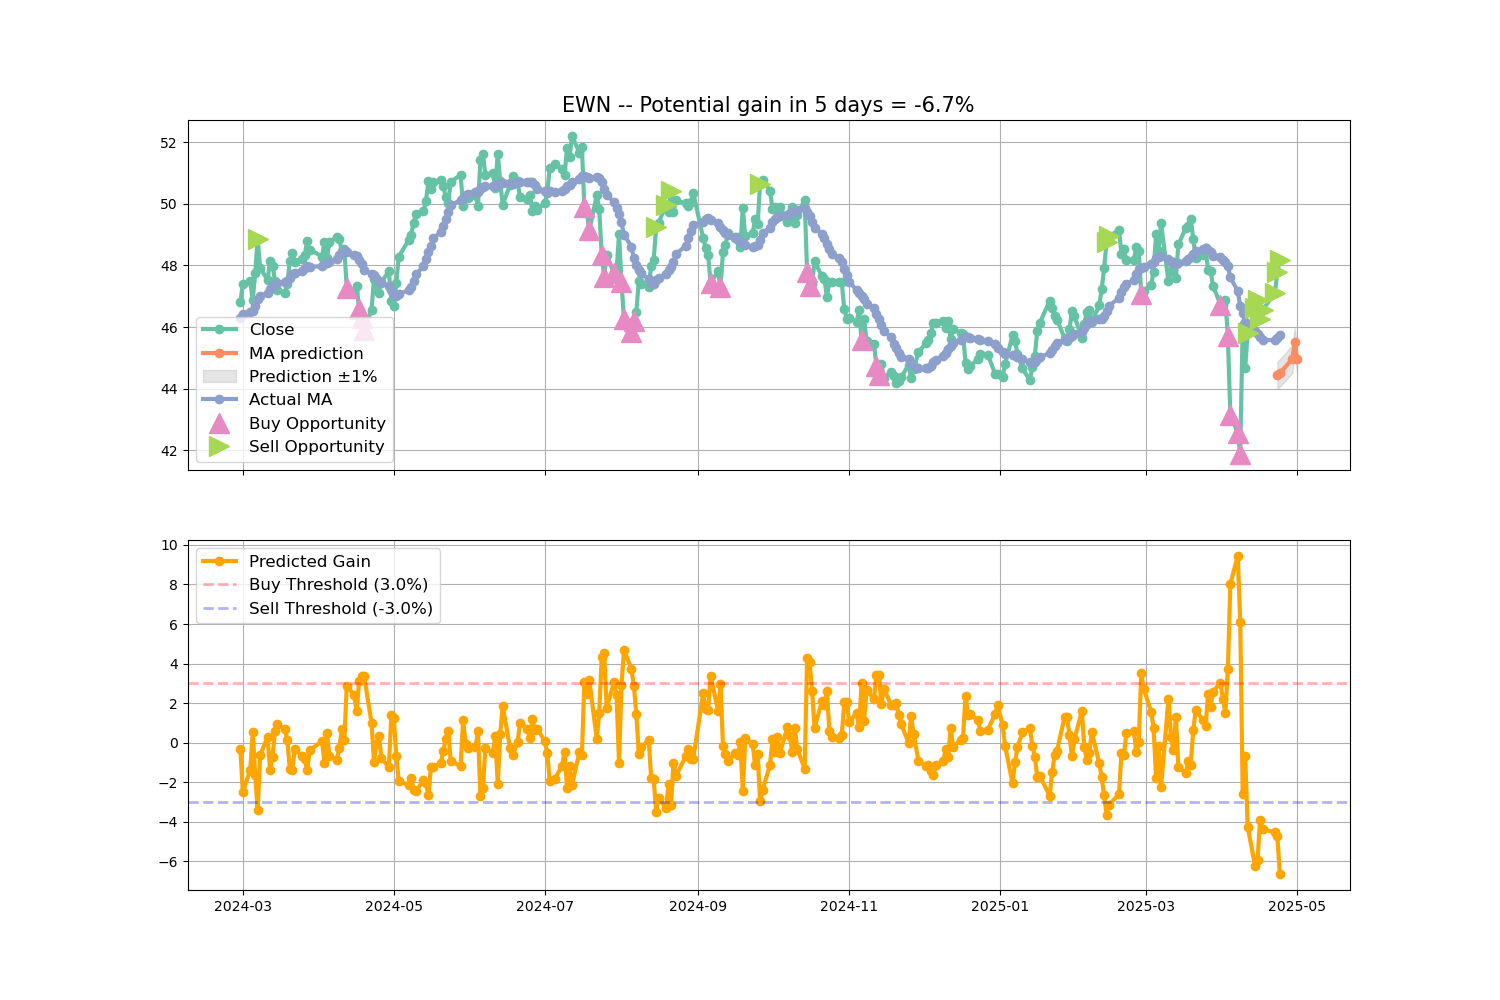 EWN -- Potential gain in 5 days = -6.7%
52
50
48
46
44
42
Close
MA prediction
Prediction ±1%
Actual MA
Buy Opportunity
Sell Opportunity
10
8
6
4
2
0
−2
−4
−6
Predicted Gain
Buy Threshold (3.0%)
Sell Threshold (-3.0%)
2024-03 2024-05 2024-07 2024-09 2024-11 2025-01 2025-03 2025-05